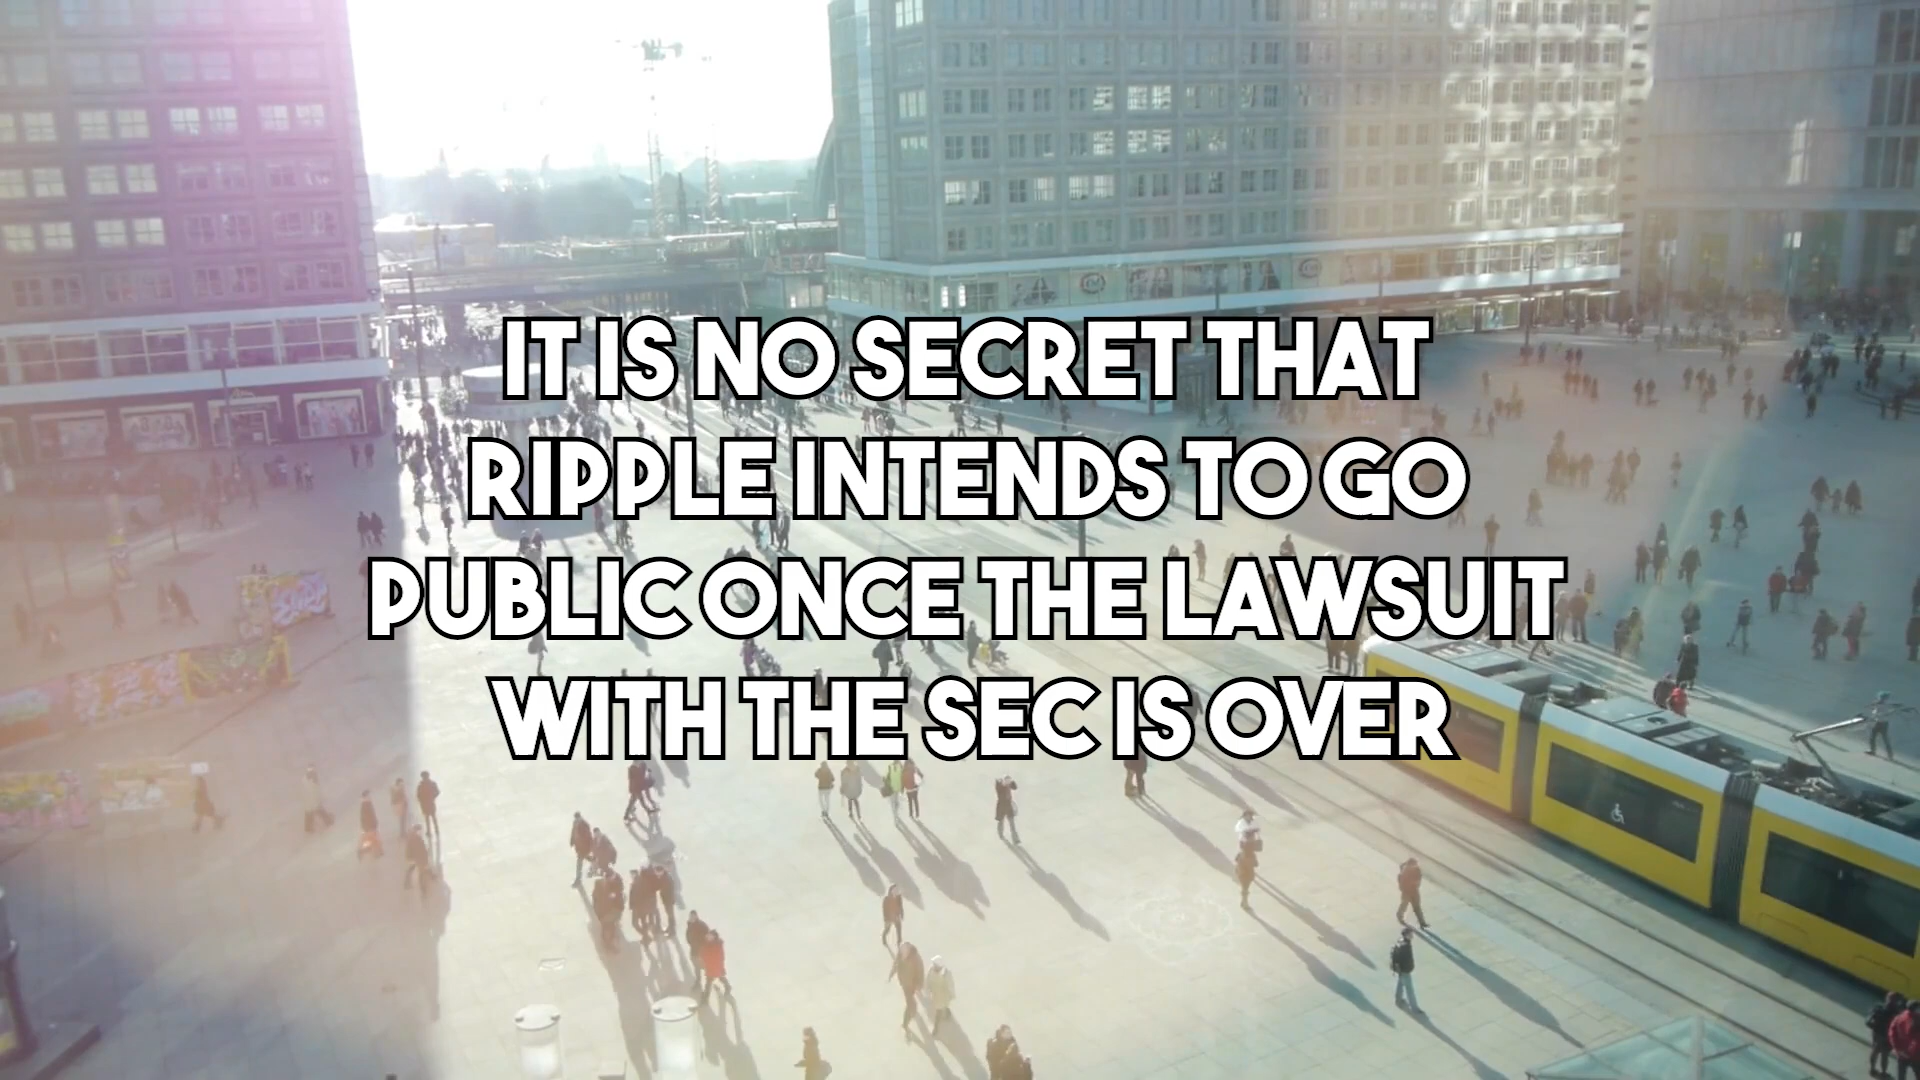 IT IS NO SECRET THAT
RIPPLE INTENDS TO GO
PUBLIC ONCE THE LAWSUIT
WITH THE SEC IS OVER